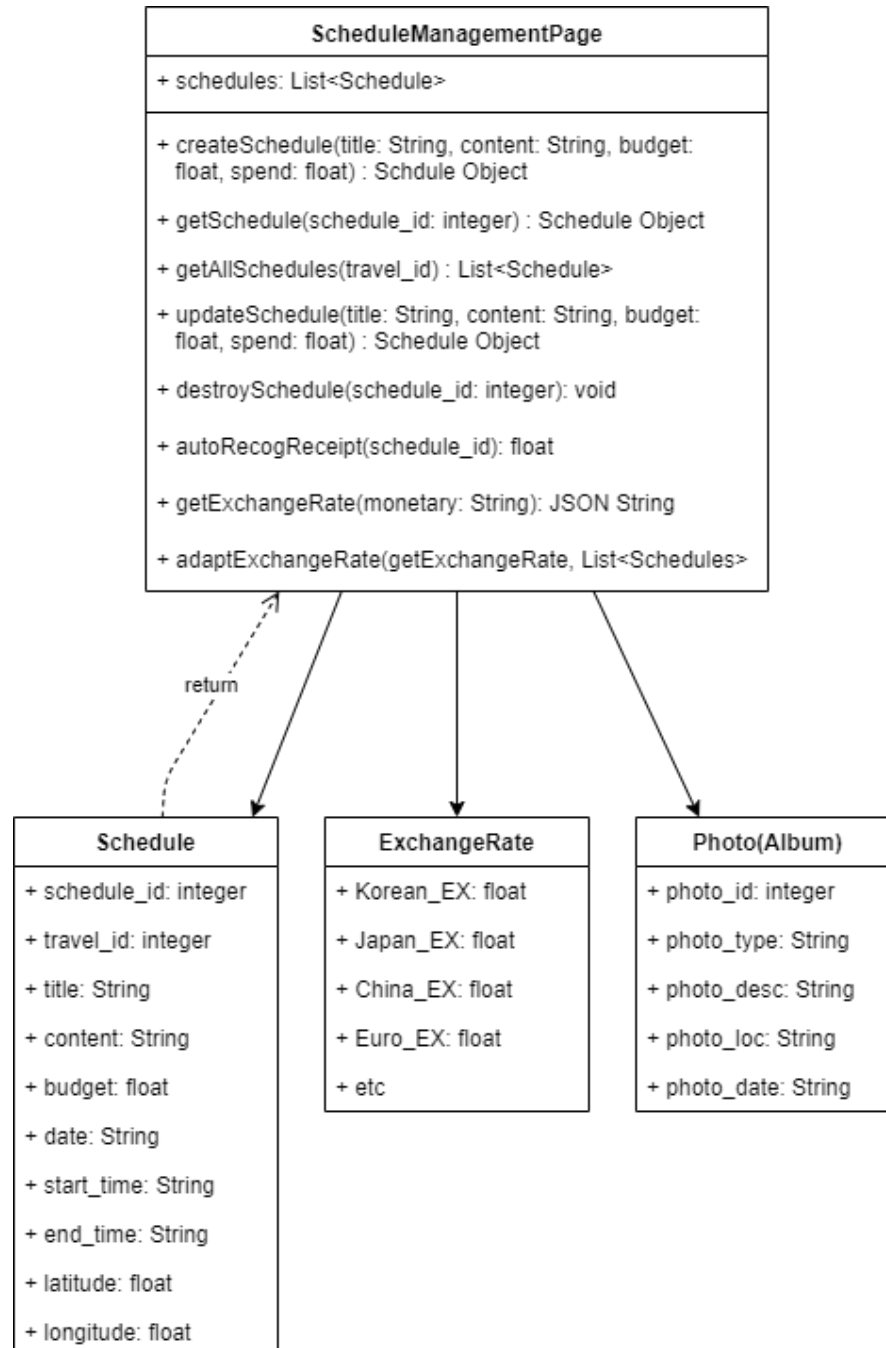 ScheduleManagementPage
+ schedules: List<Schedule>
+ createSchedule(title: String, content: String, budget:
float, spend: float) : Schdule Object
+ getSchedule(schedule_id: integer) : Schedule Object
+ getAllSchedules(travel_id) : List<Schedule>
+ updateSchedule(title: String, content: String, budget:
float, spend: float) : Schedule Object
+ destroySchedule(schedule_id: integer): void
+ autoRecogReceipt(schedule_id): float
+ getExchangeRate(monetary: String): JSON String
+ adaptExchangeRate(getExchangeRate, List<Schedules>
return
Schedule
+ schedule_id: integer
+ travel_id: integer
+ title: String
+ content: String
+ budget: float
+ date: String
+ start_time: String
+ end_time: String
+ latitude: float
+ longitude: float
ExchangeRate
+ Korean_EX: float
+ Japan_EX: float
+ China_EX: float
+ Euro_EX: float
+ etc
Photo(Album)
+ photo_id: integer
+ photo_type: String
+ photo_desc: String
+ photo_loc: String
+ photo_date: String